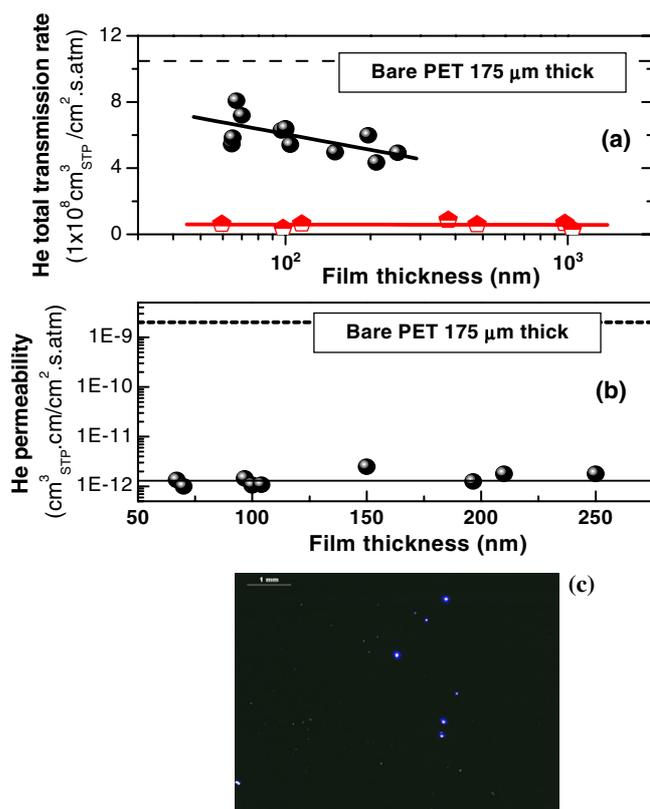 He total transmission rate
(1x10⁸cm³STP/cm².s.atm)
12
8
4
0
Bare PET 175 μm thick
(a)
10²
10³
Film thickness (nm)
He permeability
(cm³STP.cm/cm².s.atm)
1E-9
1E-10
1E-11
1E-12
Bare PET 175 μm thick
(b)
50
100
150
200
250
Film thickness (nm)
1 mm
(c)